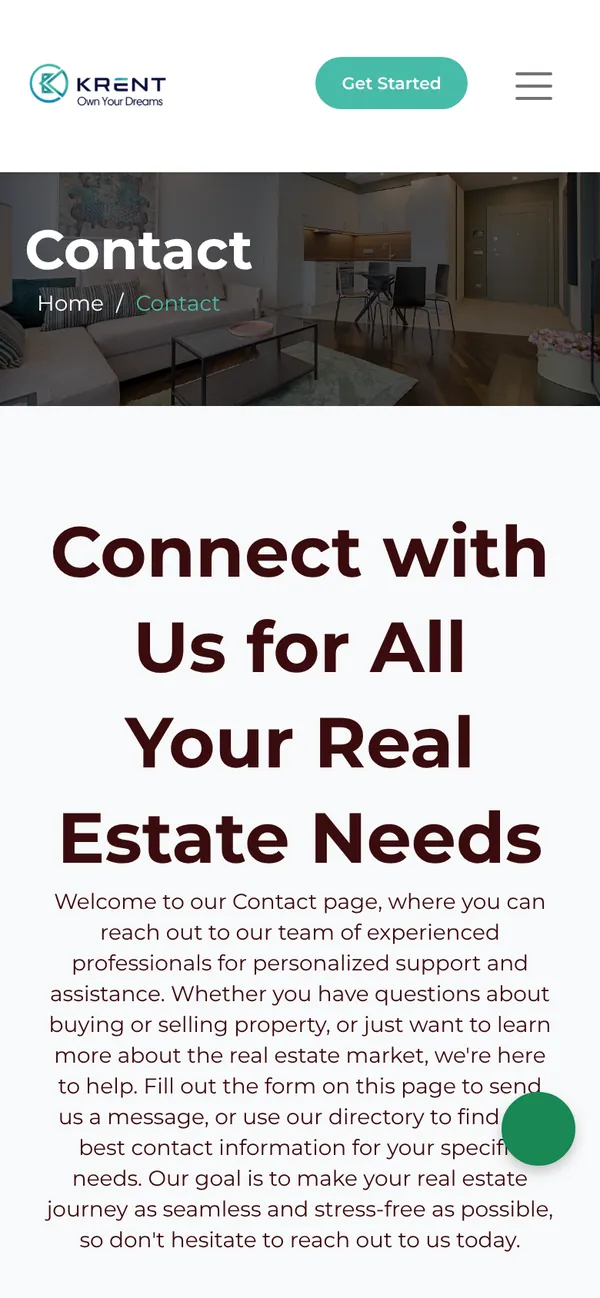 KRENT
Own Your Dreams
Get Started
Contact
Home / Contact
Connect with
Us for All
Your Real
Estate Needs
Welcome to our Contact page, where you can
reach out to our team of experienced
professionals for personalized support and
assistance. Whether you have questions about
buying or selling property, or just want to learn
more about the real estate market, we're here
to help. Fill out the form on this page to send
us a message, or use our directory to find
best contact information for your
needs. Our goal is to make your real estate
journey as seamless and stress-free as possible,
so don't hesitate to reach out to us today.